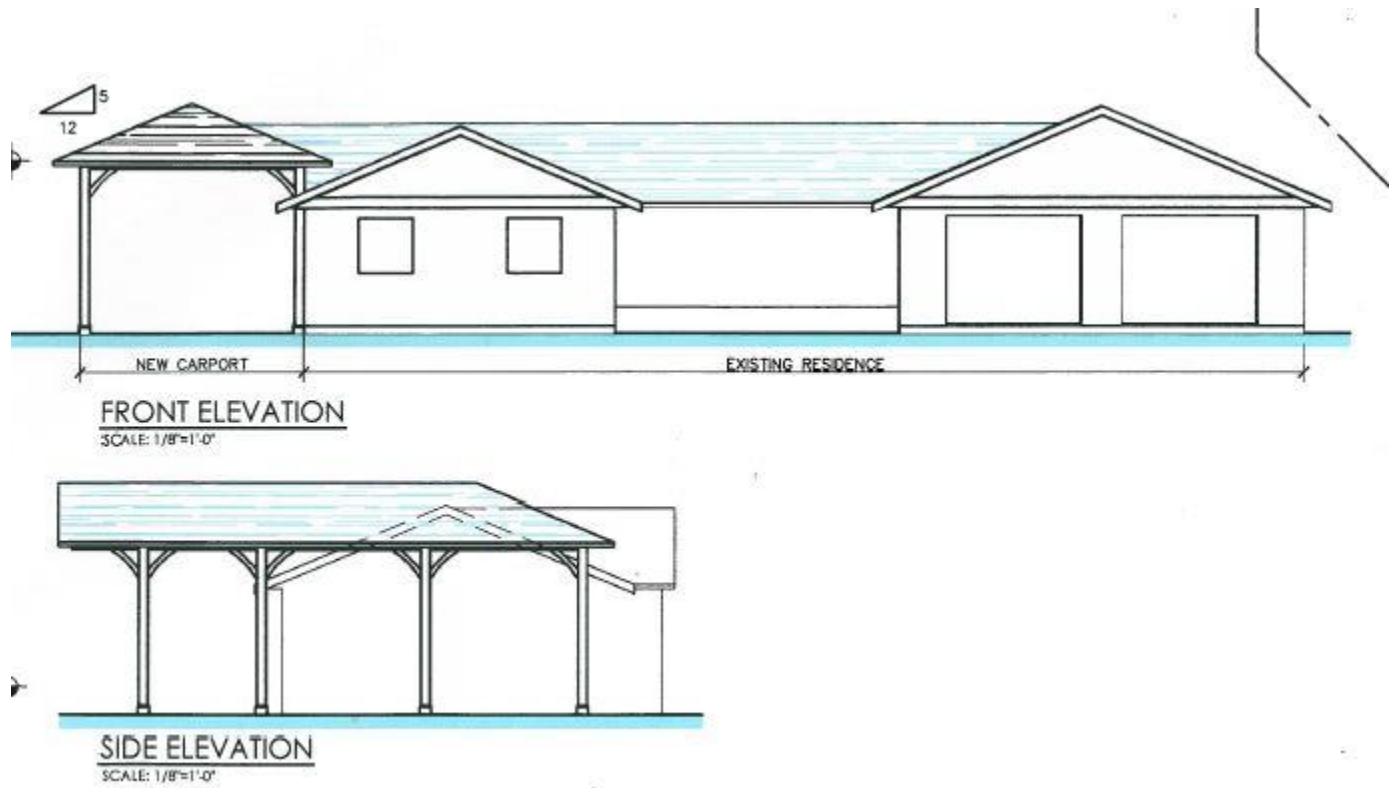 5
12
NEW CARPORT
EXISTING RESIDENCE
FRONT ELEVATION
SCALE: 1/8"=1'-0"
SIDE ELEVATION
SCALE: 1/8"=1'-0"